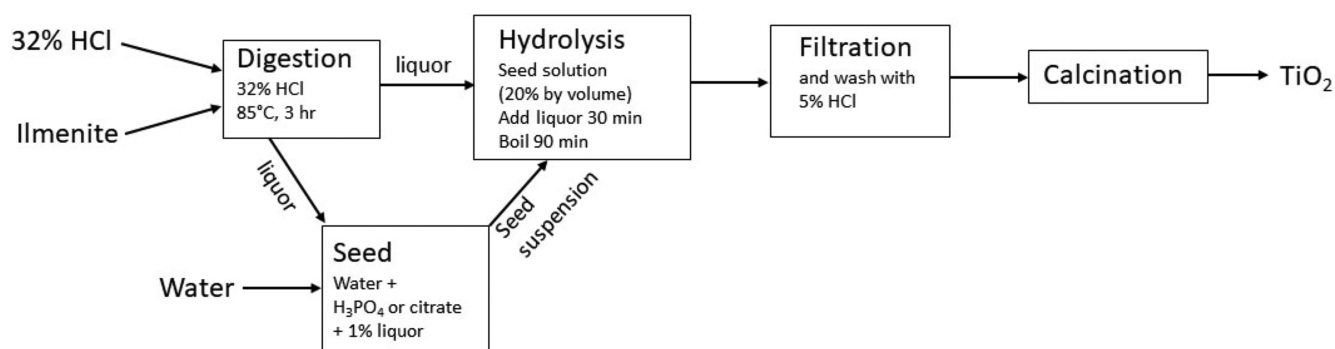 32% HCl
Ilmenite
Digestion
32% HCl
85°C, 3 hr
liquor
liquor
Water
Seed
Water +
H₃PO₄ or citrate
+ 1% liquor
Seed
suspension
Hydrolysis
Seed solution
(20% by volume)
Add liquor 30 min
Boil 90 min
Filtration
and wash with
5% HCl
Calcination
TiO₂